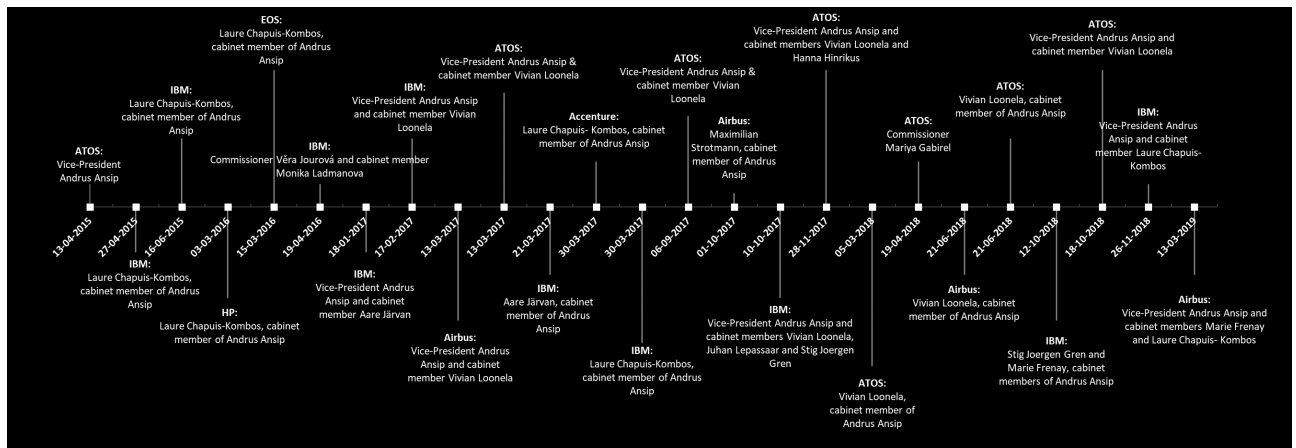 ATOS:
Vice-President
Andrus Ansip
IBM:
Laure Chapuis-Kombos,
cabinet member of Andrus
Ansip
EOS:
Laure Chapuis-Kombos,
cabinet member of Andrus
Ansip
IBM:
Commissioner Věra Jourová and cabinet member
Monika Ladmanova
IBM:
Vice-President Andrus Ansip
and cabinet member Vivian
Loonela
ATOS:
Vice-President Andrus Ansip &
cabinet member Vivian Loonela
Accenture:
Laure Chapuis- Kombos, cabinet
member of Andrus Ansip
ATOS:
Vice-President Andrus Ansip &
cabinet member Vivian
Loonela
Airbus:
Maximilian
Strotmann, cabinet
member of Andrus
Ansip
ATOS:
Vice-President Andrus Ansip and
cabinet members Vivian Loonela and
Hanna Hinrikus
ATOS:
Commissioner
Mariya Gabirel
ATOS:
Vivian Loonela, cabinet
member of Andrus Ansip
ATOS:
Vice-President Andrus Ansip and
cabinet member Vivian Loonela
IBM:
Vice-President Andrus
Ansip and cabinet
member Laure Chapuis-
Kombos
13-04-2015
27-04-2015
16-06-2015
03-03-2016
15-03-2016
19-04-2016
18-01-2017
17-02-2017
13-03-2017
13-03-2017
21-03-2017
30-03-2017
30-03-2017
06-09-2017
01-10-2017
10-10-2017
28-11-2017
05-03-2018
19-04-2018
21-06-2018
21-06-2018
12-10-2018
18-10-2018
26-11-2018
13-03-2019
IBM:
Laure Chapuis-Kombos,
cabinet member of Andrus
Ansip
HP:
Laure Chapuis-Kombos, cabinet
member of Andrus Ansip
IBM:
Vice-President Andrus
Ansip and cabinet
member Aare Järvan
Airbus:
Vice-President Andrus
Ansip and cabinet
member Vivian Loonela
IBM:
Aare Järvan, cabinet
member of Andrus
Ansip
IBM:
Laure Chapuis-Kombos,
cabinet member of Andrus
Ansip
IBM:
Vice-President Andrus Ansip and
cabinet members Vivian Loonela,
Juhan Lepassaar and Stig Joergen
Gren
ATOS:
Vivian Loonela,
cabinet member of
Andrus Ansip
Airbus:
Vivian Loonela, cabinet
member of Andrus Ansip
IBM:
Stig Joergen Gren and
Marie Frenay, cabinet
members of Andrus Ansip
Airbus:
Vice-President Andrus Ansip and
cabinet members Marie Frenay
and Laure Chapuis- Kombos